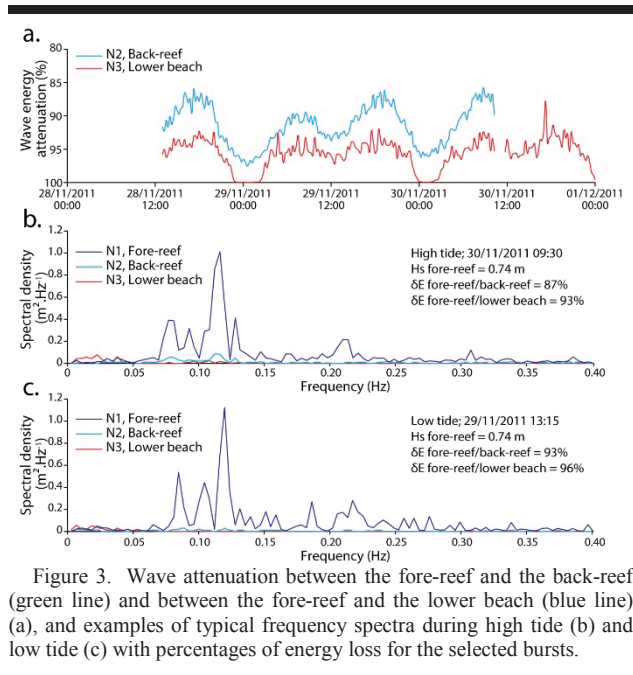 a.
N2, Back-reef
N3, Lower beach
Wave energy
attenuation (%)
80
85
90
95
100
28/11/2011 28/11/2011 29/11/2011 29/11/2011 30/11/2011 30/11/2011 01/12/2011
00:00 12:00 00:00 12:00 00:00 12:00 00:00
b.
N1, Fore-reef
N2, Back-reef
N3, Lower beach
High tide; 30/11/2011 09:30
Hs fore-reef = 0.74 m
δE fore-reef/back-reef = 87%
δE fore-reef/lower beach = 93%
Spectral density
(m².Hz⁻¹)
1.2
1.0
0.8
0.6
0.4
0.2
0
0 0.05 0.10 0.15 0.20 0.25 0.30 0.35 0.40
Frequency (Hz)
c.
N1, Fore-reef
N2, Back-reef
N3, Lower beach
Low tide; 29/11/2011 13:15
Hs fore-reef = 0.74 m
δE fore-reef/back-reef = 93%
δE fore-reef/lower beach = 96%
Spectral density
(m².Hz⁻¹)
1.2
1.0
0.8
0.6
0.4
0.2
0
0 0.05 0.10 0.15 0.20 0.25 0.30 0.35 0.40
Frequency (Hz)
Figure 3. Wave attenuation between the fore-reef and the back-reef
(green line) and between the fore-reef and the lower beach (blue line)
(a), and examples of typical frequency spectra during high tide (b) and
low tide (c) with percentages of energy loss for the selected bursts.